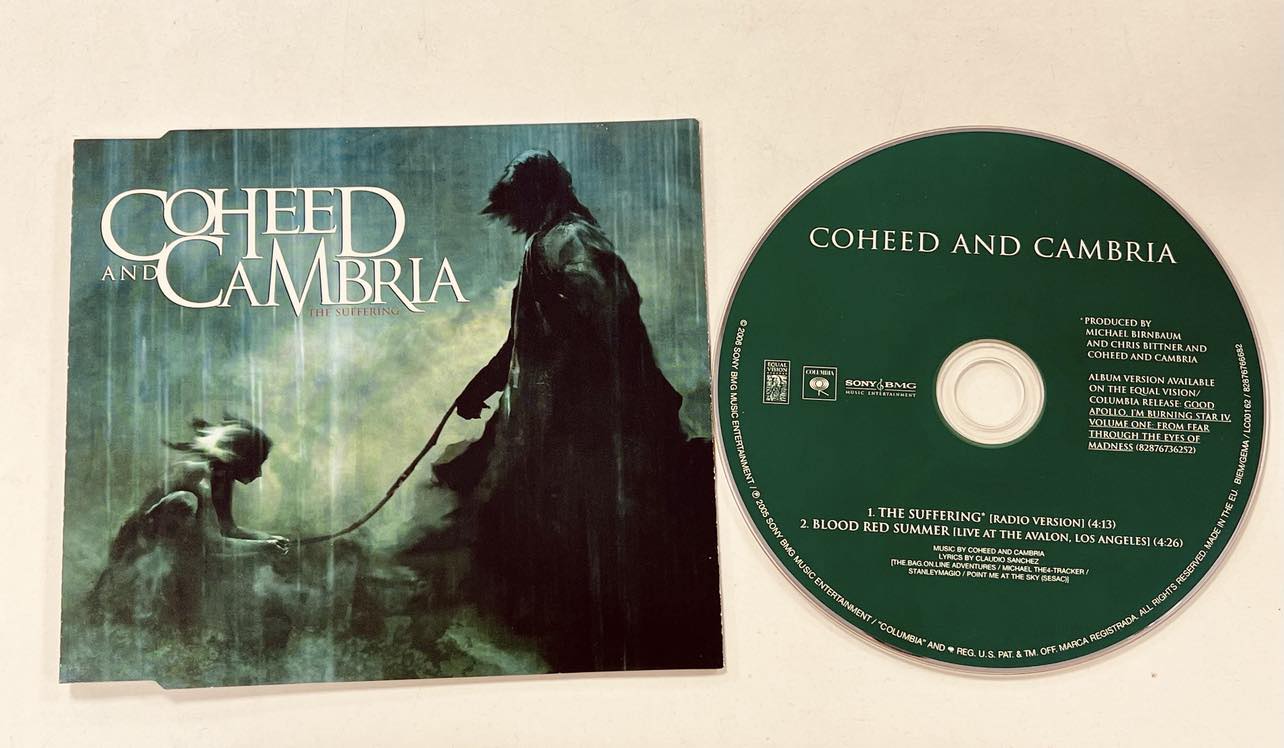 COHEED
AND CAMBRIA
THE SUFFERING
COHEED AND CAMBRIA
*PRODUCED BY
MICHAEL BIRNBAUM
AND CHRIS BITTNER AND
COHEED AND CAMBRIA
ALBUM VERSION AVAILABLE
ON THE EQUAL VISION/
COLUMBIA RELEASE: GOOD
APOLLO, I'M BURNING STAR IV,
VOLUME ONE: FROM FEAR
THROUGH THE EYES OF
MADNESS (82876736252)
EQUAL
VISION
COLUMBIA
SONY BMG
MUSIC ENTERTAINMENT
1. THE SUFFERING* [RADIO VERSION] (4:13)
2. BLOOD RED SUMMER [LIVE AT THE AVALON, LOS ANGELES] (4:26)
MUSIC BY COHEED AND CAMBRIA
LYRICS BY CLAUDIO SANCHEZ
[THE.BAG.ON.LINE ADVENTURES / MICHAEL THE4-TRACKER /
STANLEYMAGIO / POINT ME AT THE SKY (SESAC)]
© 2006 SONY BMG MUSIC ENTERTAINMENT / ℗ 2005 SONY BMG MUSIC ENTERTAINMENT / "COLUMBIA" AND REG. U.S. PAT. & TM. OFF. MARCA REGISTRADA. ALL RIGHTS RESERVED. MADE IN THE EU BIEM/GEMA / LC00162 / 82876766682